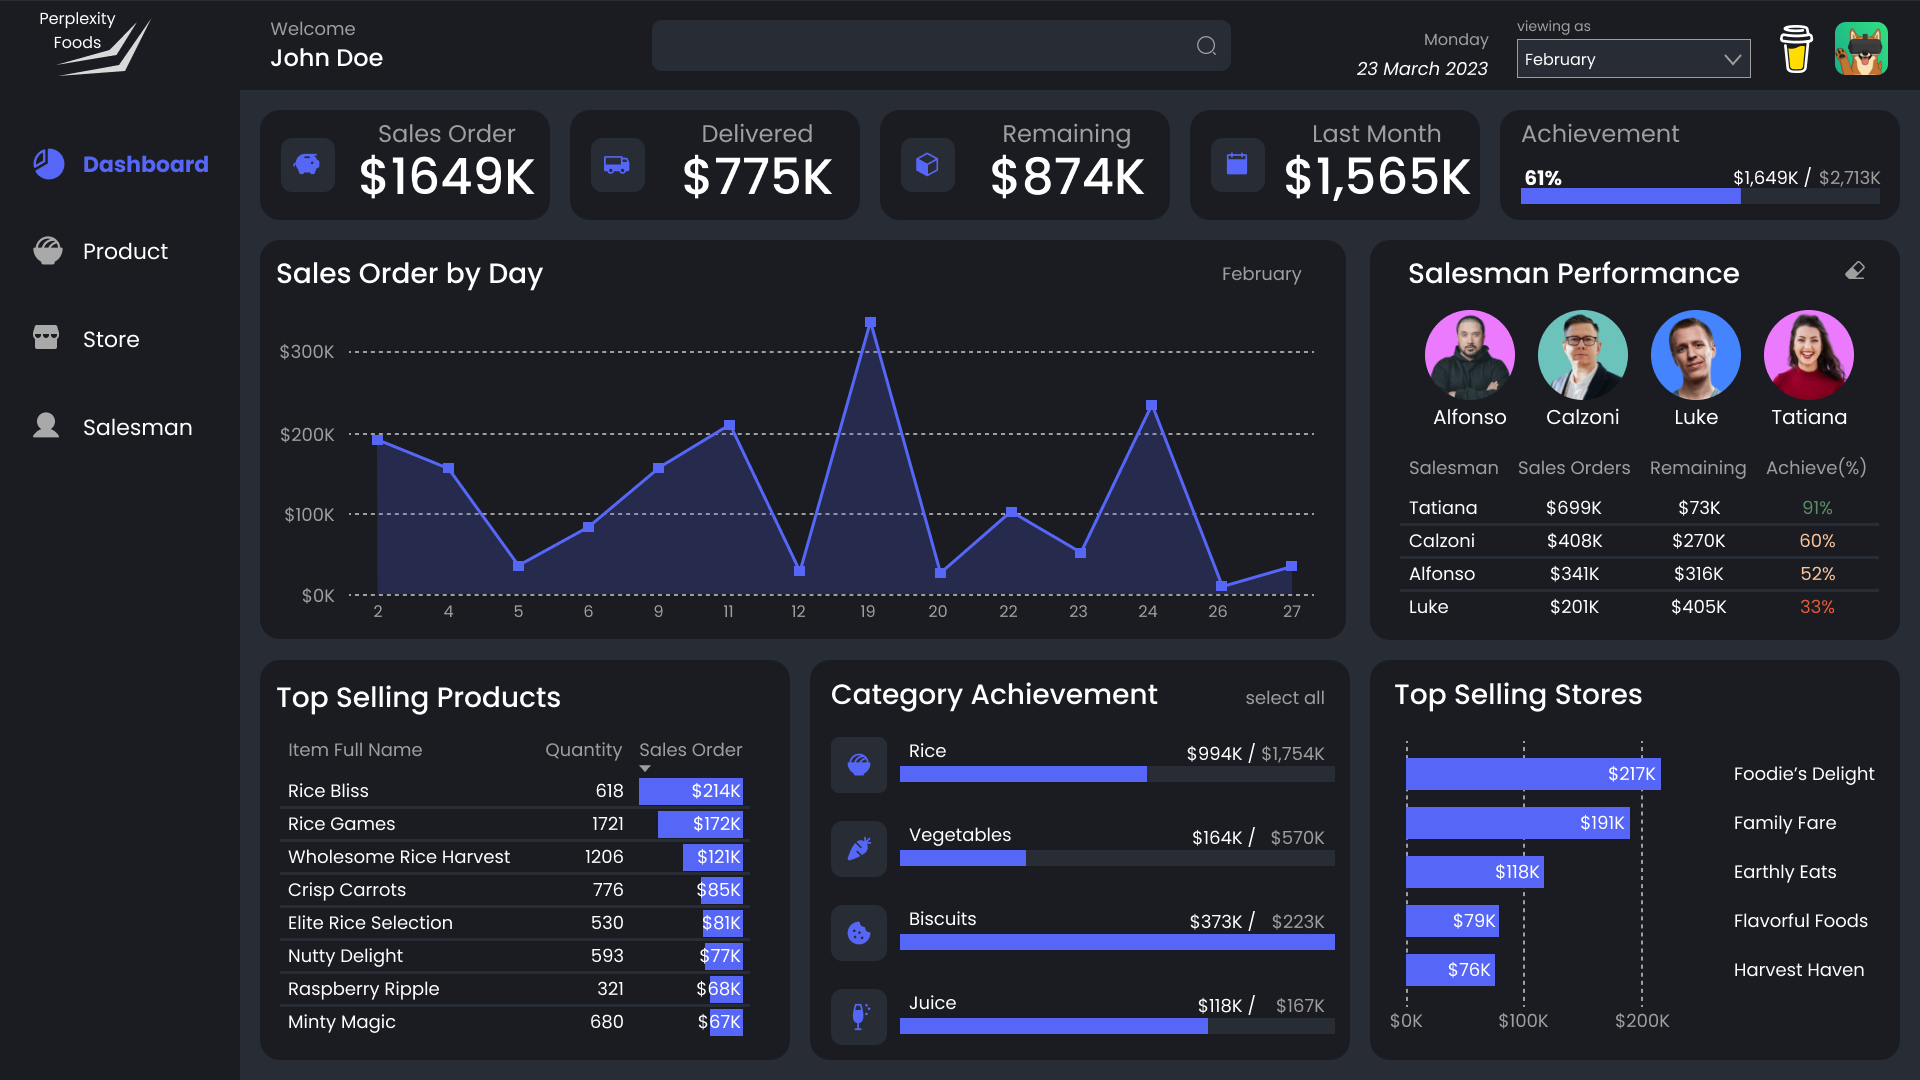 Perplexity
Foods
Welcome
John Doe
Monday
23 March 2023
viewing as
February
Dashboard
Product
Store
Salesman
Sales Order
$1649K
Delivered
$775K
Remaining
$874K
Last Month
$1,565K
Achievement
61% $1,649K / $2,713K
Sales Order by Day February
$300K
$200K
$100K
$0K
2 4 5 6 9 11 12 19 20 22 23 24 26 27
Salesman Performance
Alfonso Calzoni Luke Tatiana
Salesman Sales Orders Remaining Achieve(%)
Tatiana $699K $73K 91%
Calzoni $408K $270K 60%
Alfonso $341K $316K 52%
Luke $201K $405K 33%
Top Selling Products
Item Full Name Quantity Sales Order
Rice Bliss 618 $214K
Rice Games 1721 $172K
Wholesome Rice Harvest 1206 $121K
Crisp Carrots 776 $85K
Elite Rice Selection 530 $81K
Nutty Delight 593 $77K
Raspberry Ripple 321 $68K
Minty Magic 680 $67K
Category Achievement select all
Rice $994K / $1,754K
Vegetables $164K / $570K
Biscuits $373K / $223K
Juice $118K / $167K
Top Selling Stores
$217K Foodie's Delight
$191K Family Fare
$118K Earthly Eats
$79K Flavorful Foods
$76K Harvest Haven
$0K $100K $200K